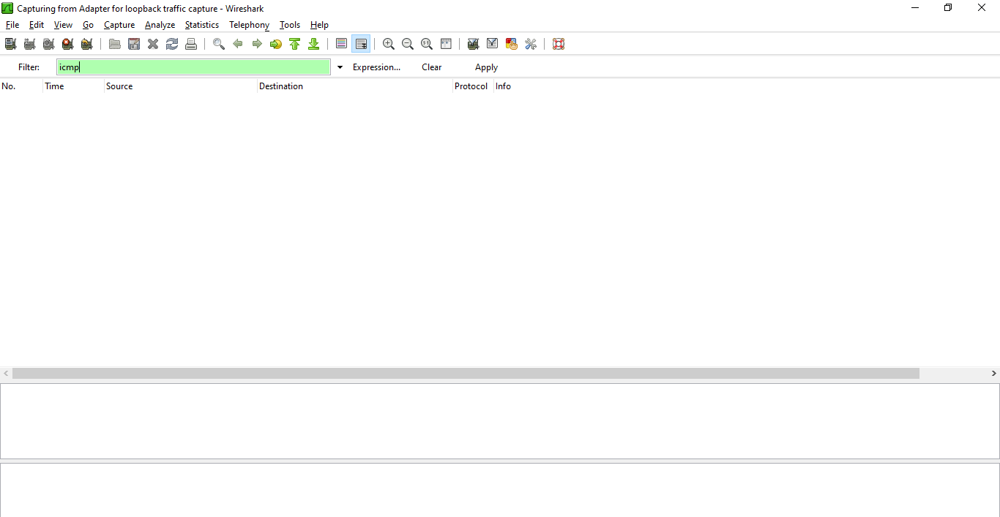 Capturing from Adapter for loopback traffic capture - Wireshark
File Edit View Go Capture Analyze Statistics Telephony Tools Help
Filter: icmp Expression... Clear Apply
No. Time Source Destination Protocol Info